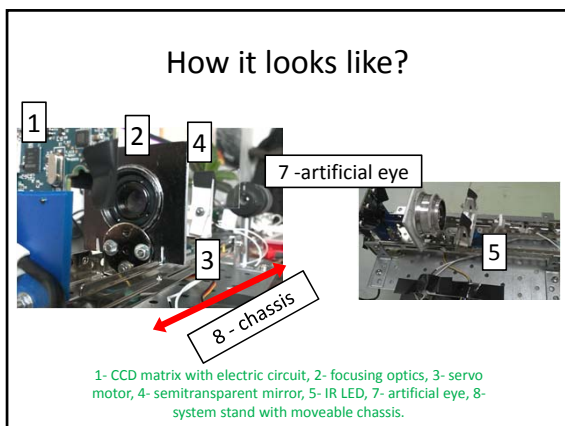 How it looks like?
1
2
4
7 -artificial eye
3
5
8 - chassis
1- CCD matrix with electric circuit, 2- focusing optics, 3- servo
motor, 4- semitransparent mirror, 5- IR LED, 7- artificial eye, 8-
system stand with moveable chassis.